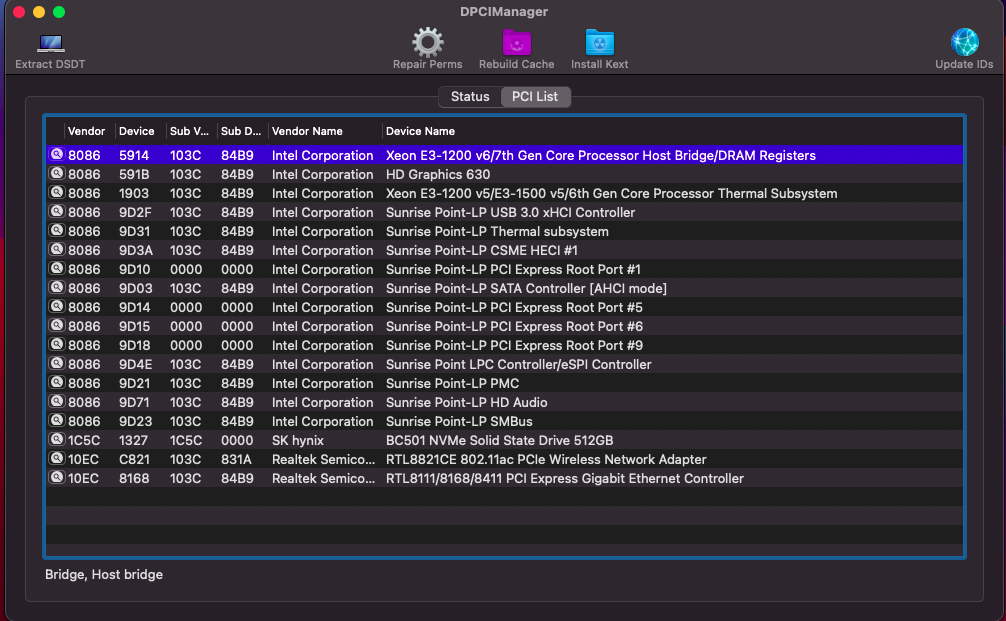 DPCIManager
Extract DSDT Repair Perms Rebuild Cache Install Kext Update IDs
Status PCI List
Vendor Device Sub V... Sub D... Vendor Name Device Name
8086 5914 103C 84B9 Intel Corporation Xeon E3-1200 v6/7th Gen Core Processor Host Bridge/DRAM Registers
8086 591B 103C 84B9 Intel Corporation HD Graphics 630
8086 1903 103C 84B9 Intel Corporation Xeon E3-1200 v5/E3-1500 v5/6th Gen Core Processor Thermal Subsystem
8086 9D2F 103C 84B9 Intel Corporation Sunrise Point-LP USB 3.0 xHCI Controller
8086 9D31 103C 84B9 Intel Corporation Sunrise Point-LP Thermal subsystem
8086 9D3A 103C 84B9 Intel Corporation Sunrise Point-LP CSME HECI #1
8086 9D10 0000 0000 Intel Corporation Sunrise Point-LP PCI Express Root Port #1
8086 9D03 103C 84B9 Intel Corporation Sunrise Point-LP SATA Controller [AHCI mode]
8086 9D14 0000 0000 Intel Corporation Sunrise Point-LP PCI Express Root Port #5
8086 9D15 0000 0000 Intel Corporation Sunrise Point-LP PCI Express Root Port #6
8086 9D18 0000 0000 Intel Corporation Sunrise Point-LP PCI Express Root Port #9
8086 9D4E 103C 84B9 Intel Corporation Sunrise Point LPC Controller/eSPI Controller
8086 9D21 103C 84B9 Intel Corporation Sunrise Point-LP PMC
8086 9D71 103C 84B9 Intel Corporation Sunrise Point-LP HD Audio
8086 9D23 103C 84B9 Intel Corporation Sunrise Point-LP SMBus
1C5C 1327 1C5C 0000 SK hynix BC501 NVMe Solid State Drive 512GB
10EC C821 103C 831A Realtek Semico... RTL8821CE 802.11ac PCIe Wireless Network Adapter
10EC 8168 103C 84B9 Realtek Semico... RTL8111/8168/8411 PCI Express Gigabit Ethernet Controller
Bridge, Host bridge